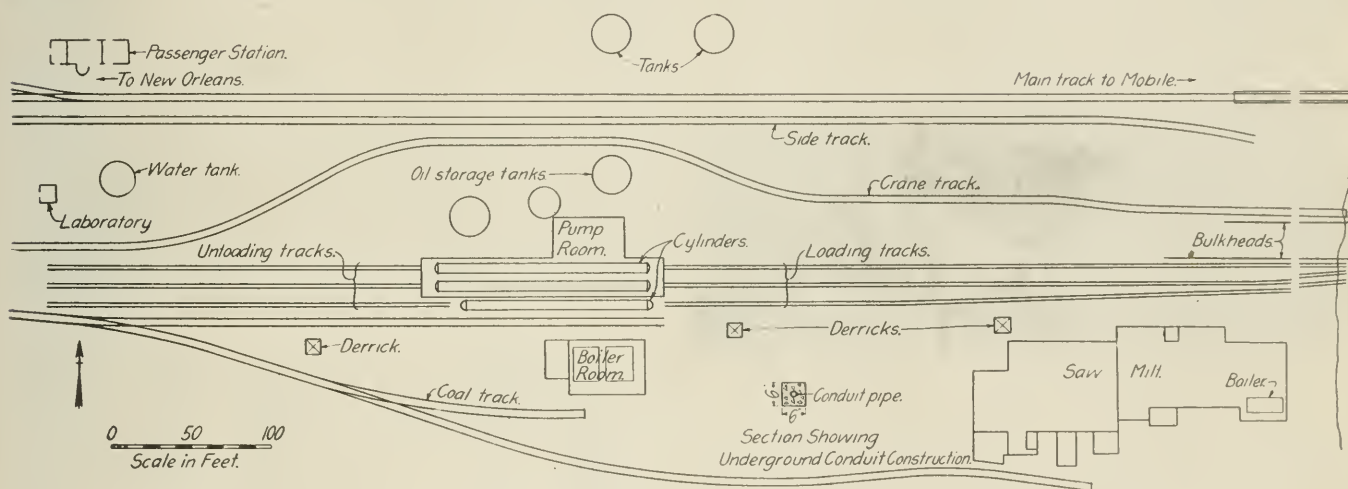 Passenger Station.
To New Orleans.
Tanks
Main track to Mobile.
Side track.
Water tank.
Oil storage tanks
Crane track.
Laboratory
Unloading tracks.
Pump
Room.
Cylinders.
Loading tracks.
Bulkheads.
Derrick.
Derricks.
Boiler
Room.
Saw Mill.
Boiler.
Coal track.
6"
6"
Conduit pipe.
0 50 100
Scale in Feet.
Section Showing
Underground Conduit Construction.